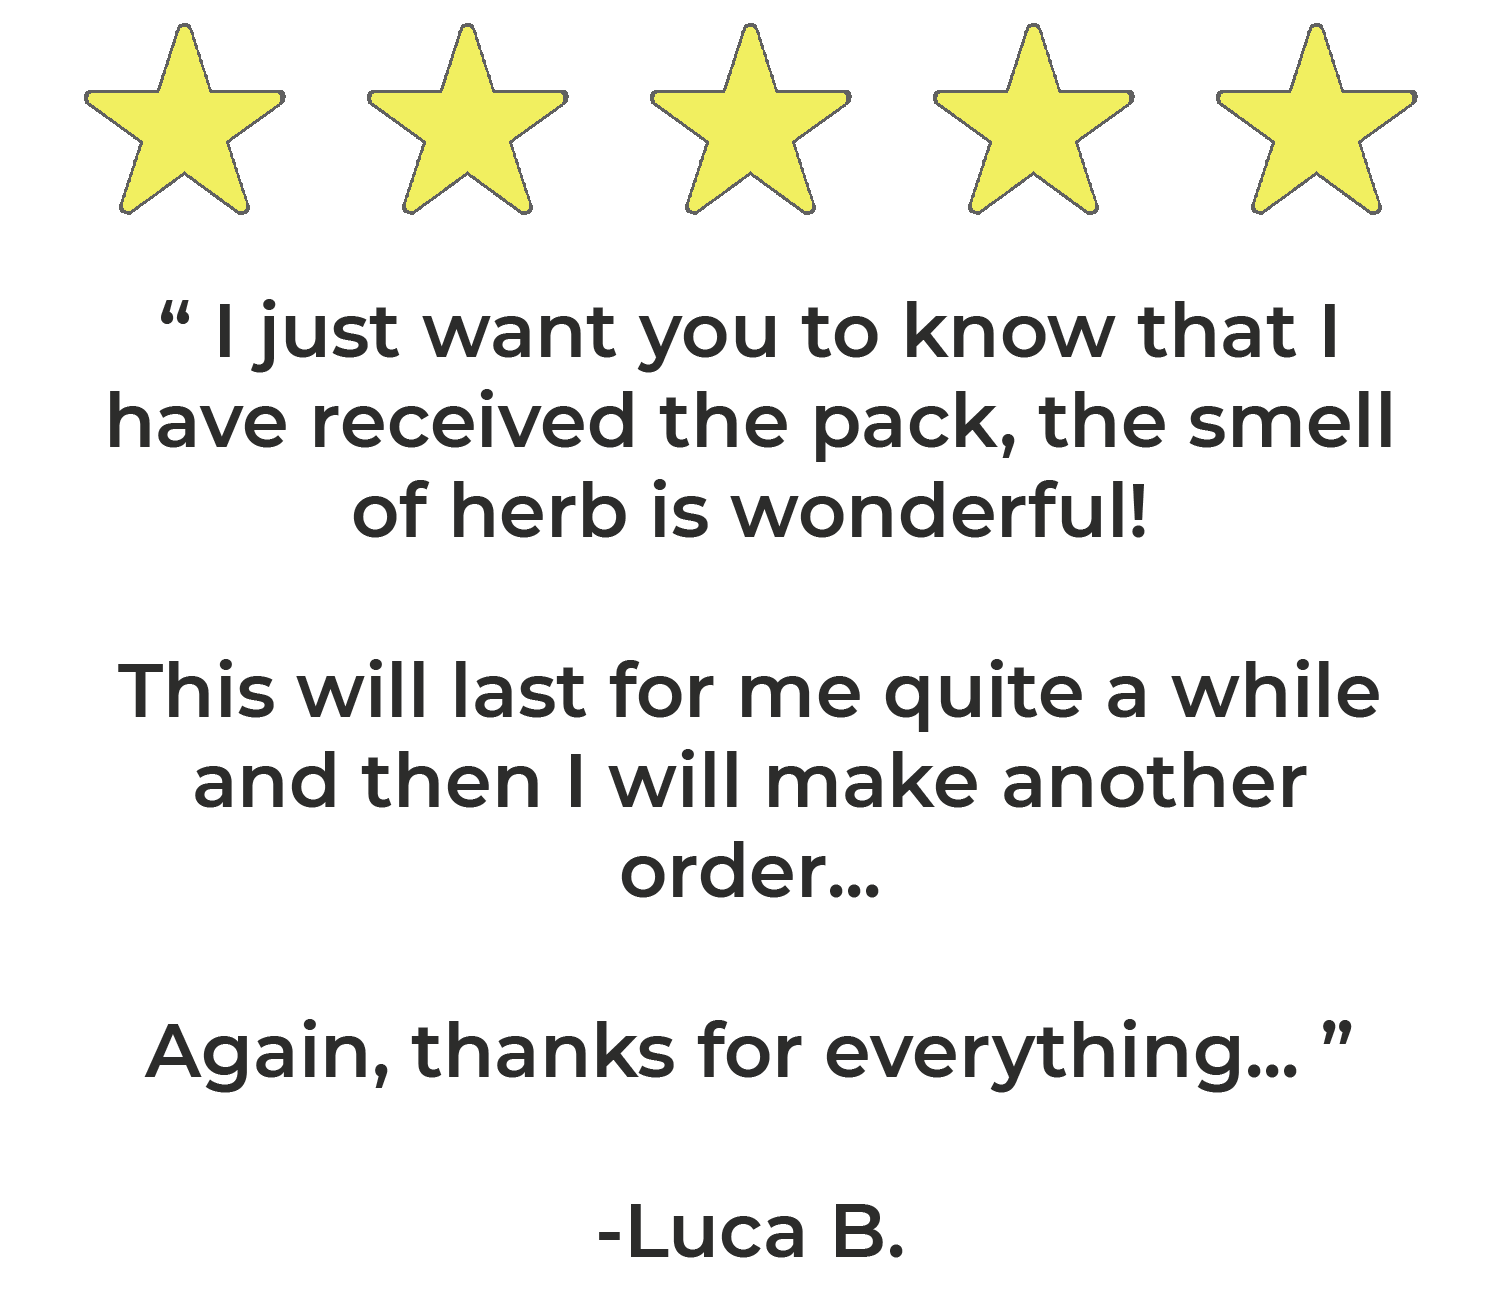 “ I just want you to know that I
have received the pack, the smell
of herb is wonderful!
This will last for me quite a while
and then I will make another
order...
Again, thanks for everything... ”
-Luca B.